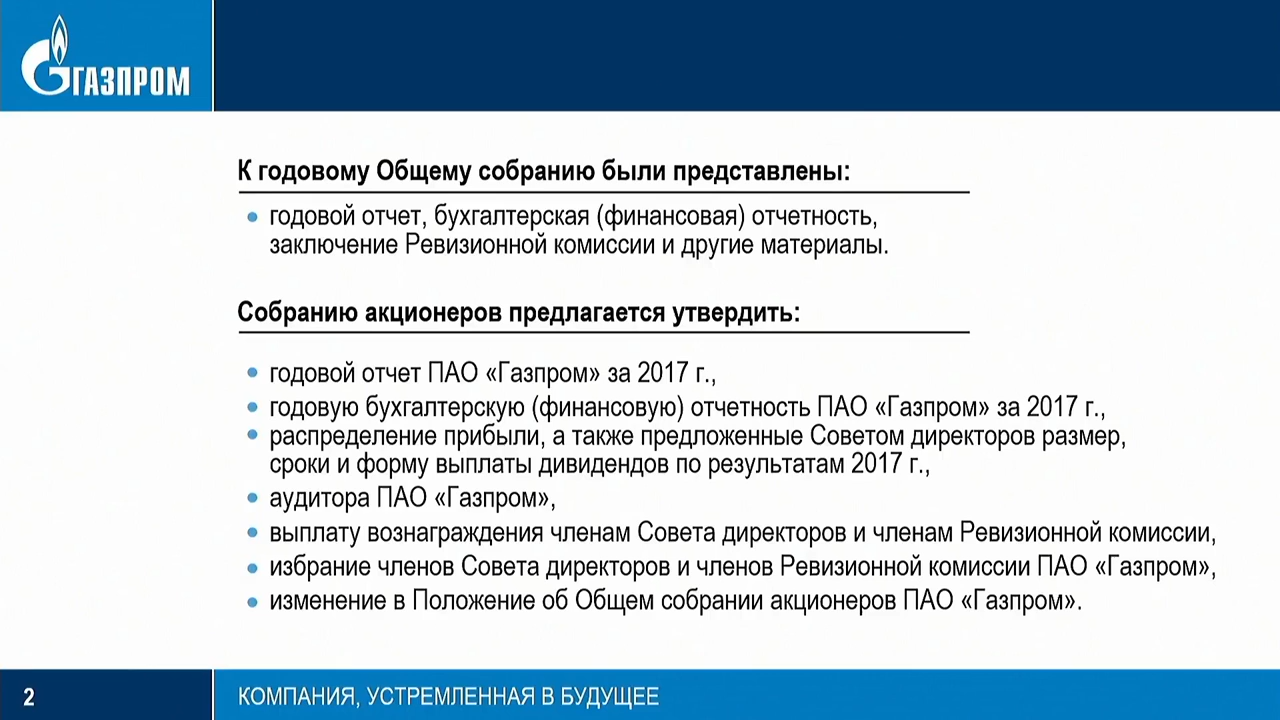 ГАЗПРОМ
К годовому Общему собранию были представлены:
• годовой отчет, бухгалтерская (финансовая) отчетность,
заключение Ревизионной комиссии и другие материалы.
Собранию акционеров предлагается утвердить:
• годовой отчет ПАО «Газпром» за 2017 г.,
• годовую бухгалтерскую (финансовую) отчетность ПАО «Газпром» за 2017 г.,
• распределение прибыли, а также предложенные Советом директоров размер,
сроки и форму выплаты дивидендов по результатам 2017 г.,
• аудитора ПАО «Газпром»,
• выплату вознаграждения членам Совета директоров и членам Ревизионной комиссии,
• избрание членов Совета директоров и членов Ревизионной комиссии ПАО «Газпром»,
• изменение в Положение об Общем собрании акционеров ПАО «Газпром».
2
КОМПАНИЯ, УСТРЕМЛЕННАЯ В БУДУЩЕЕ